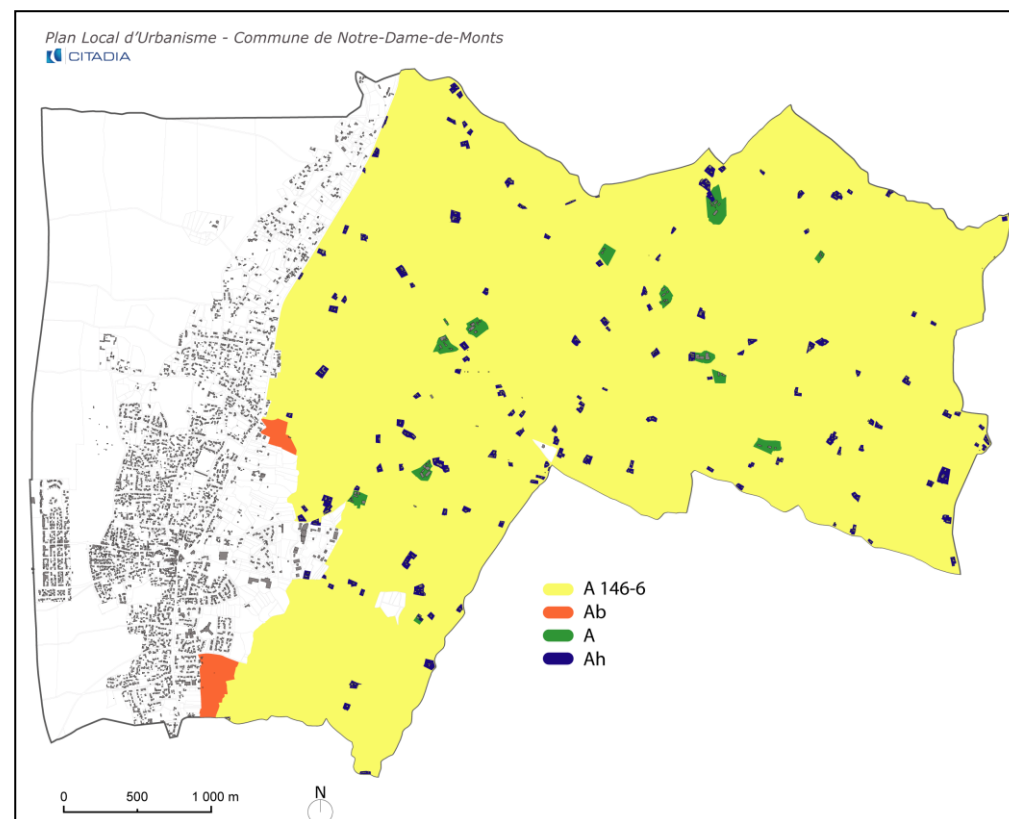 Plan Local d'Urbanisme - Commune de Notre-Dame-de-Monts
CITADIA
A 146-6
Ab
A
Ah
0 500 1 000 m
N